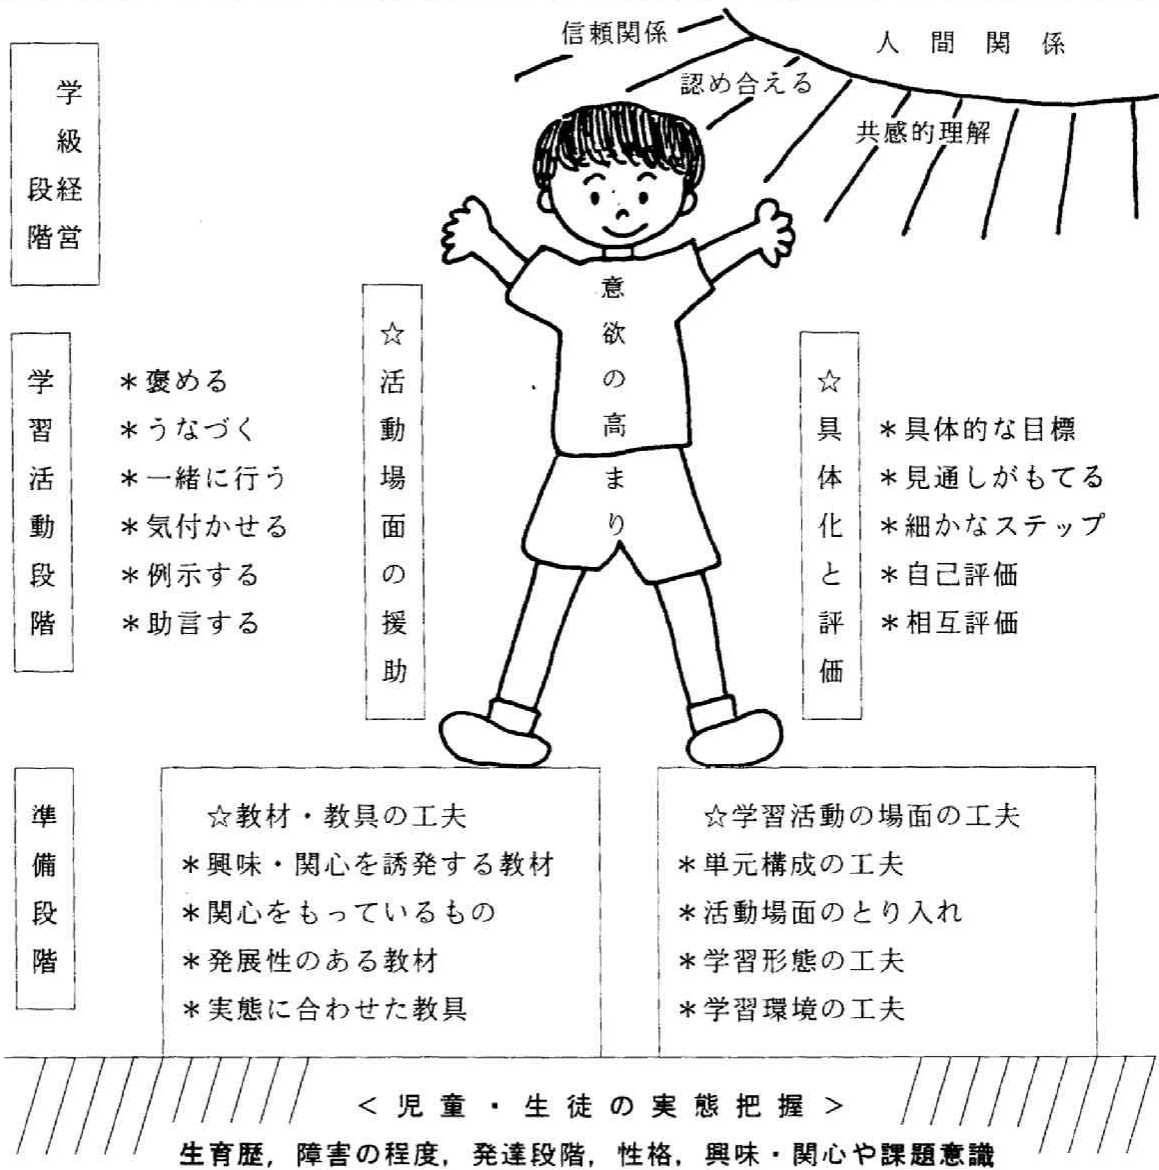 人間関係
信頼関係
認め合える
共感的理解
学級経営
段階
意欲の高まり
学習活動段階
＊褒める
＊うなづく
＊一緒に行う
＊気付かせる
＊例示する
＊助言する
☆活動場面の援助
☆具体化と評価
＊具体的な目標
＊見通しがもてる
＊細かなステップ
＊自己評価
＊相互評価
準備段階
☆教材・教具の工夫
＊興味・関心を誘発する教材
＊関心をもっているもの
＊発展性のある教材
＊実態に合わせた教具
☆学習活動の場面の工夫
＊単元構成の工夫
＊活動場面のとり入れ
＊学習形態の工夫
＊学習環境の工夫
＜児童・生徒の実態把握＞
生育歴，障害の程度，発達段階，性格，興味・関心や課題意識